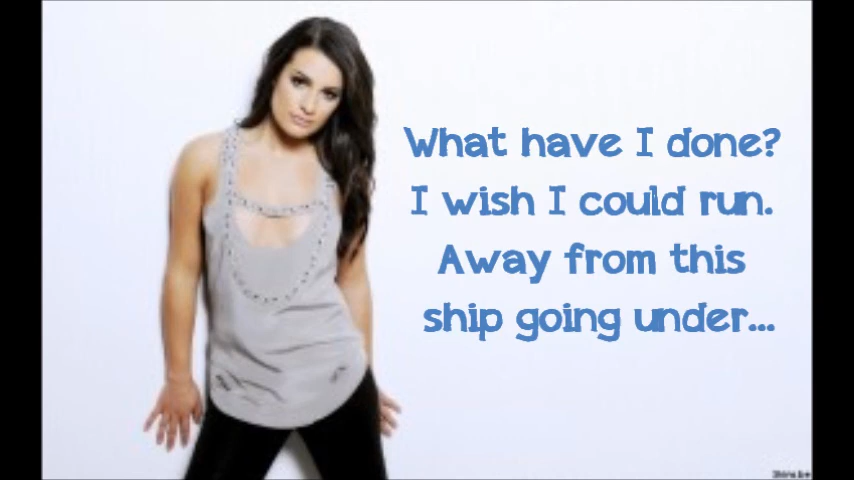 What have I done?
I wish I could run.
Away from this
ship going under...